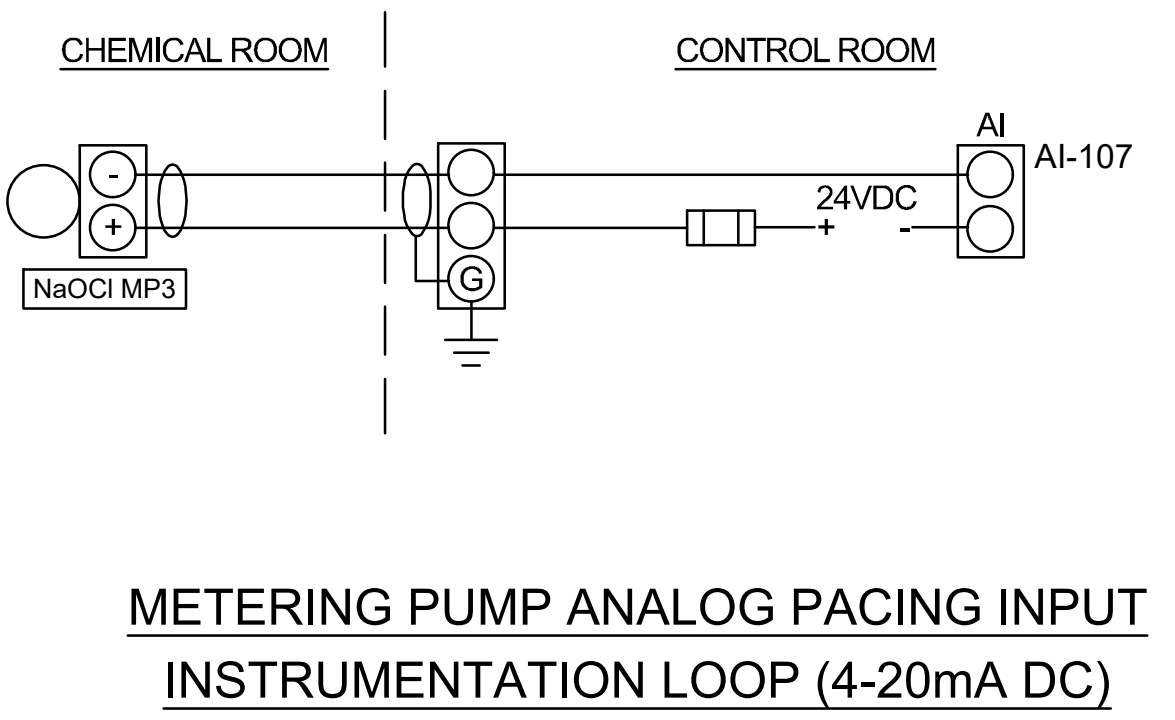 CHEMICAL ROOM
CONTROL ROOM
AI
AI-107
-
+
24VDC
+ -
G
NaOCl MP3
METERING PUMP ANALOG PACING INPUT
INSTRUMENTATION LOOP (4-20mA DC)